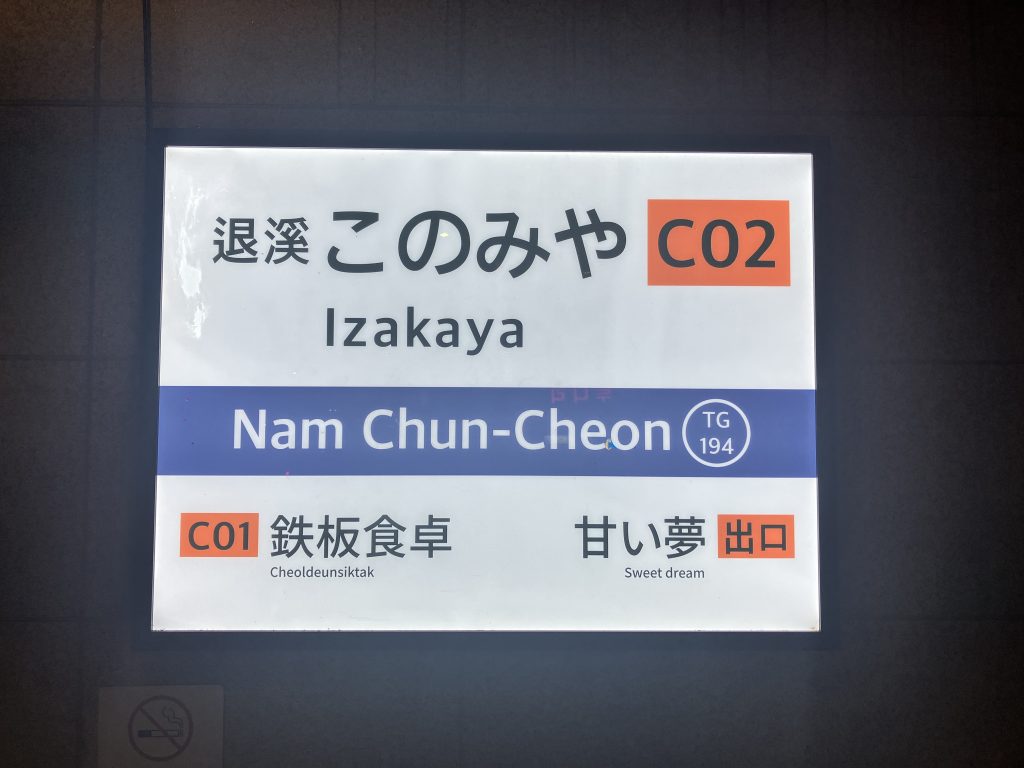 退溪 このみや C02
Izakaya
Nam Chun-Cheon TG 194
C01 鉄板食卓 甘い夢 出口
Cheoldeunsiktak Sweet dream